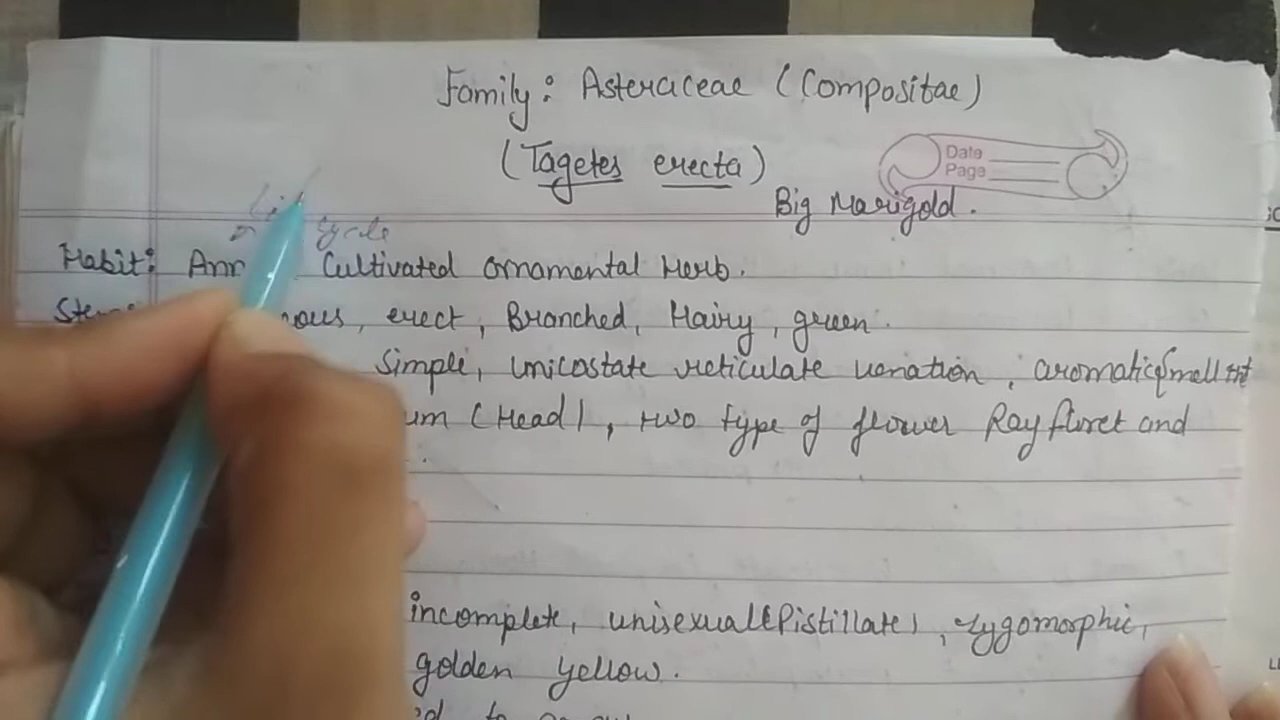 Family: Asteraceae (Compositae)
(Tagetes erecta)
Date
Page
Big Marigold.
cycle
Habit: Ann Cultivated ornamental Herb.
erect, Branched, Hairy, green.
Simple, unicostate reticulate venation, aromatic
um (Head), two type of flower Ray floret and
incomplete, unisexual (Pistillate), zygomorphic,
golden yellow.